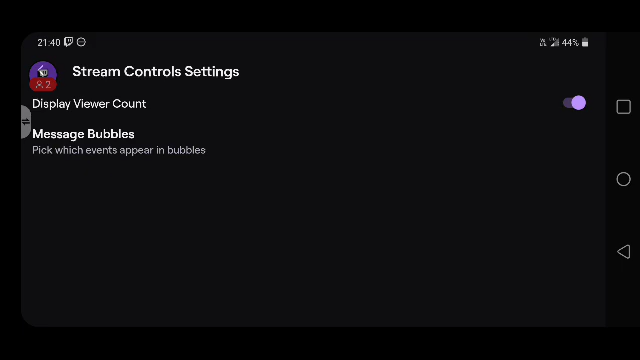 21:40
44%
Stream Controls Settings
2
Display Viewer Count
Message Bubbles
Pick which events appear in bubbles